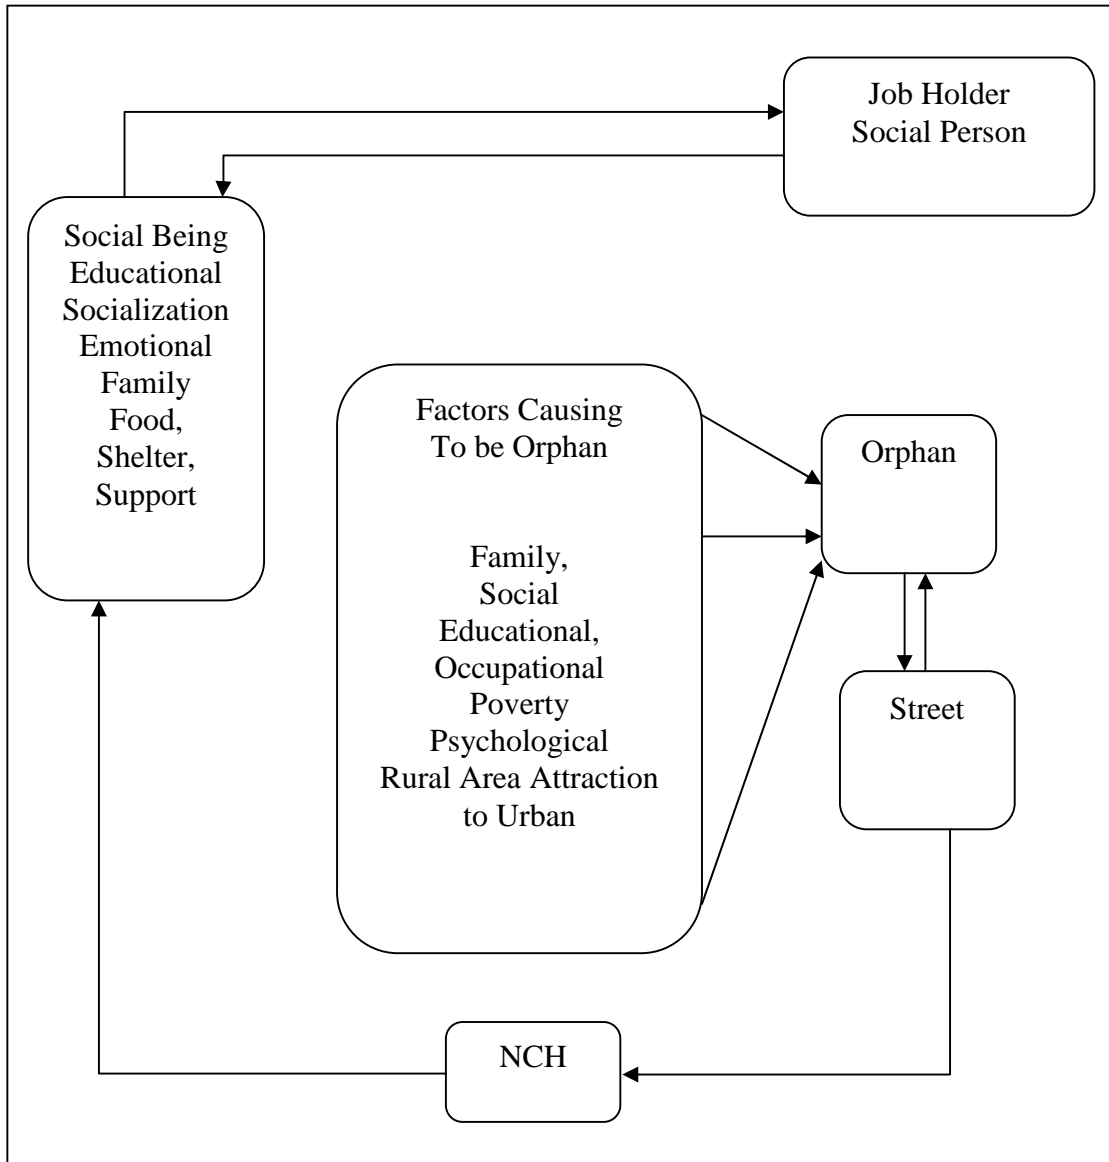 Job Holder
Social Person
Social Being
Educational
Socialization
Emotional
Family
Food,
Shelter,
Support
Factors Causing
To be Orphan
Family,
Social
Educational,
Occupational
Poverty
Psychological
Rural Area Attraction
to Urban
Orphan
Street
NCH